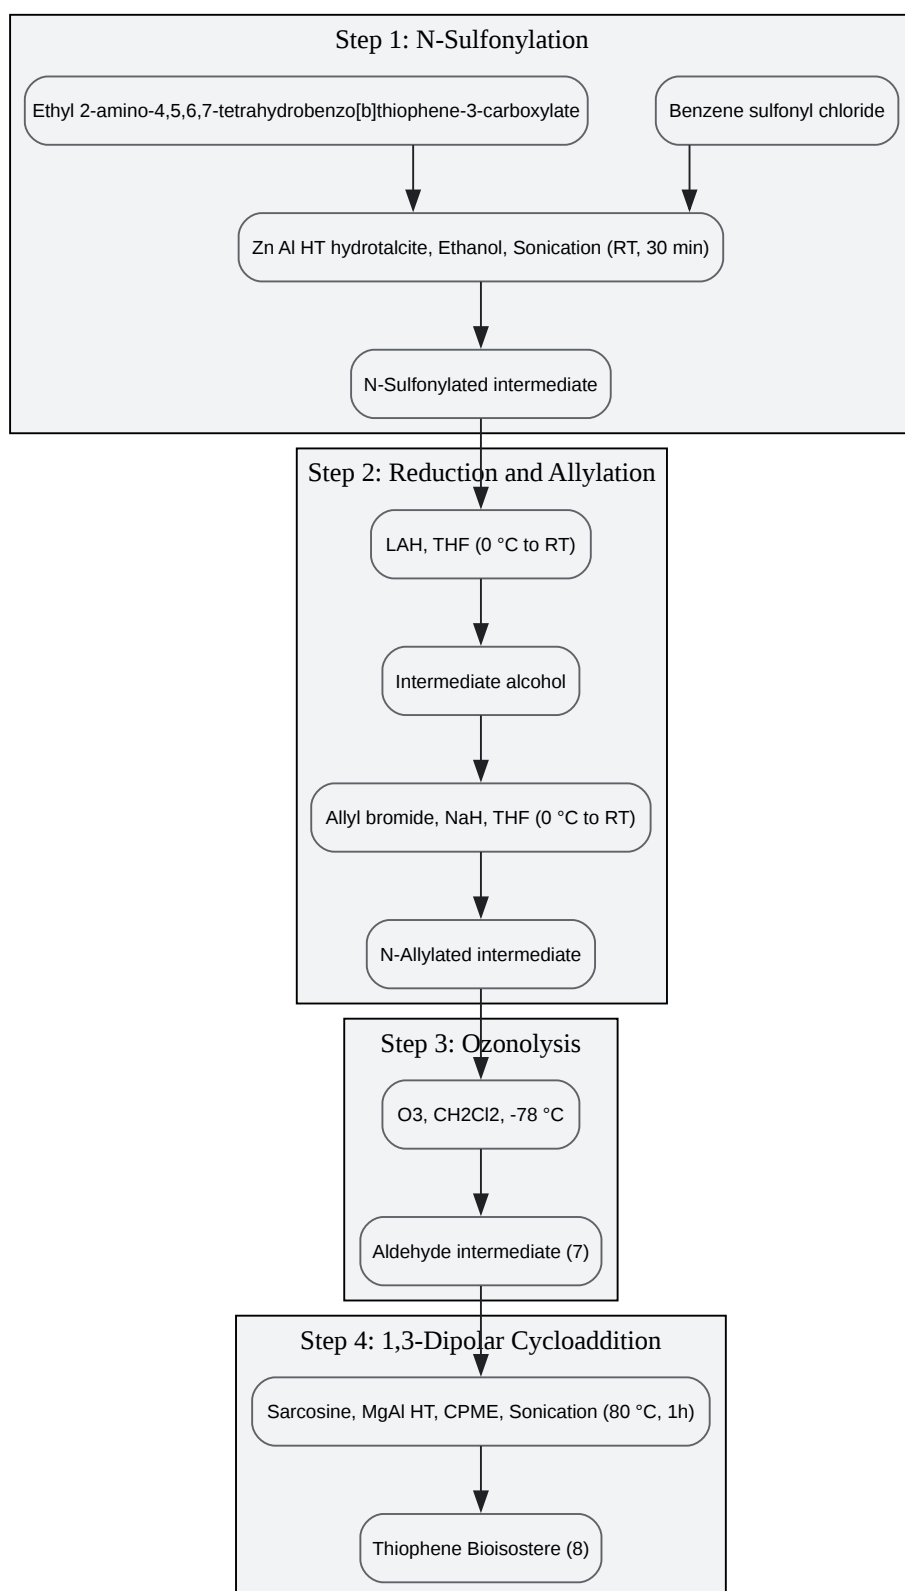 Step 1: N-Sulfonylation
Ethyl 2-amino-4,5,6,7-tetrahydrobenzo[b]thiophene-3-carboxylate
Benzene sulfonyl chloride
Zn Al HT hydrotalcite, Ethanol, Sonication (RT, 30 min)
N-Sulfonylated intermediate
Step 2: Reduction and Allylation
LAH, THF (0 °C to RT)
Intermediate alcohol
Allyl bromide, NaH, THF (0 °C to RT)
N-Allylated intermediate
Step 3: Ozonolysis
O3, CH2Cl2, -78 °C
Aldehyde intermediate (7)
Step 4: 1,3-Dipolar Cycloaddition
Sarcosine, MgAl HT, CPME, Sonication (80 °C, 1h)
Thiophene Bioisostere (8)